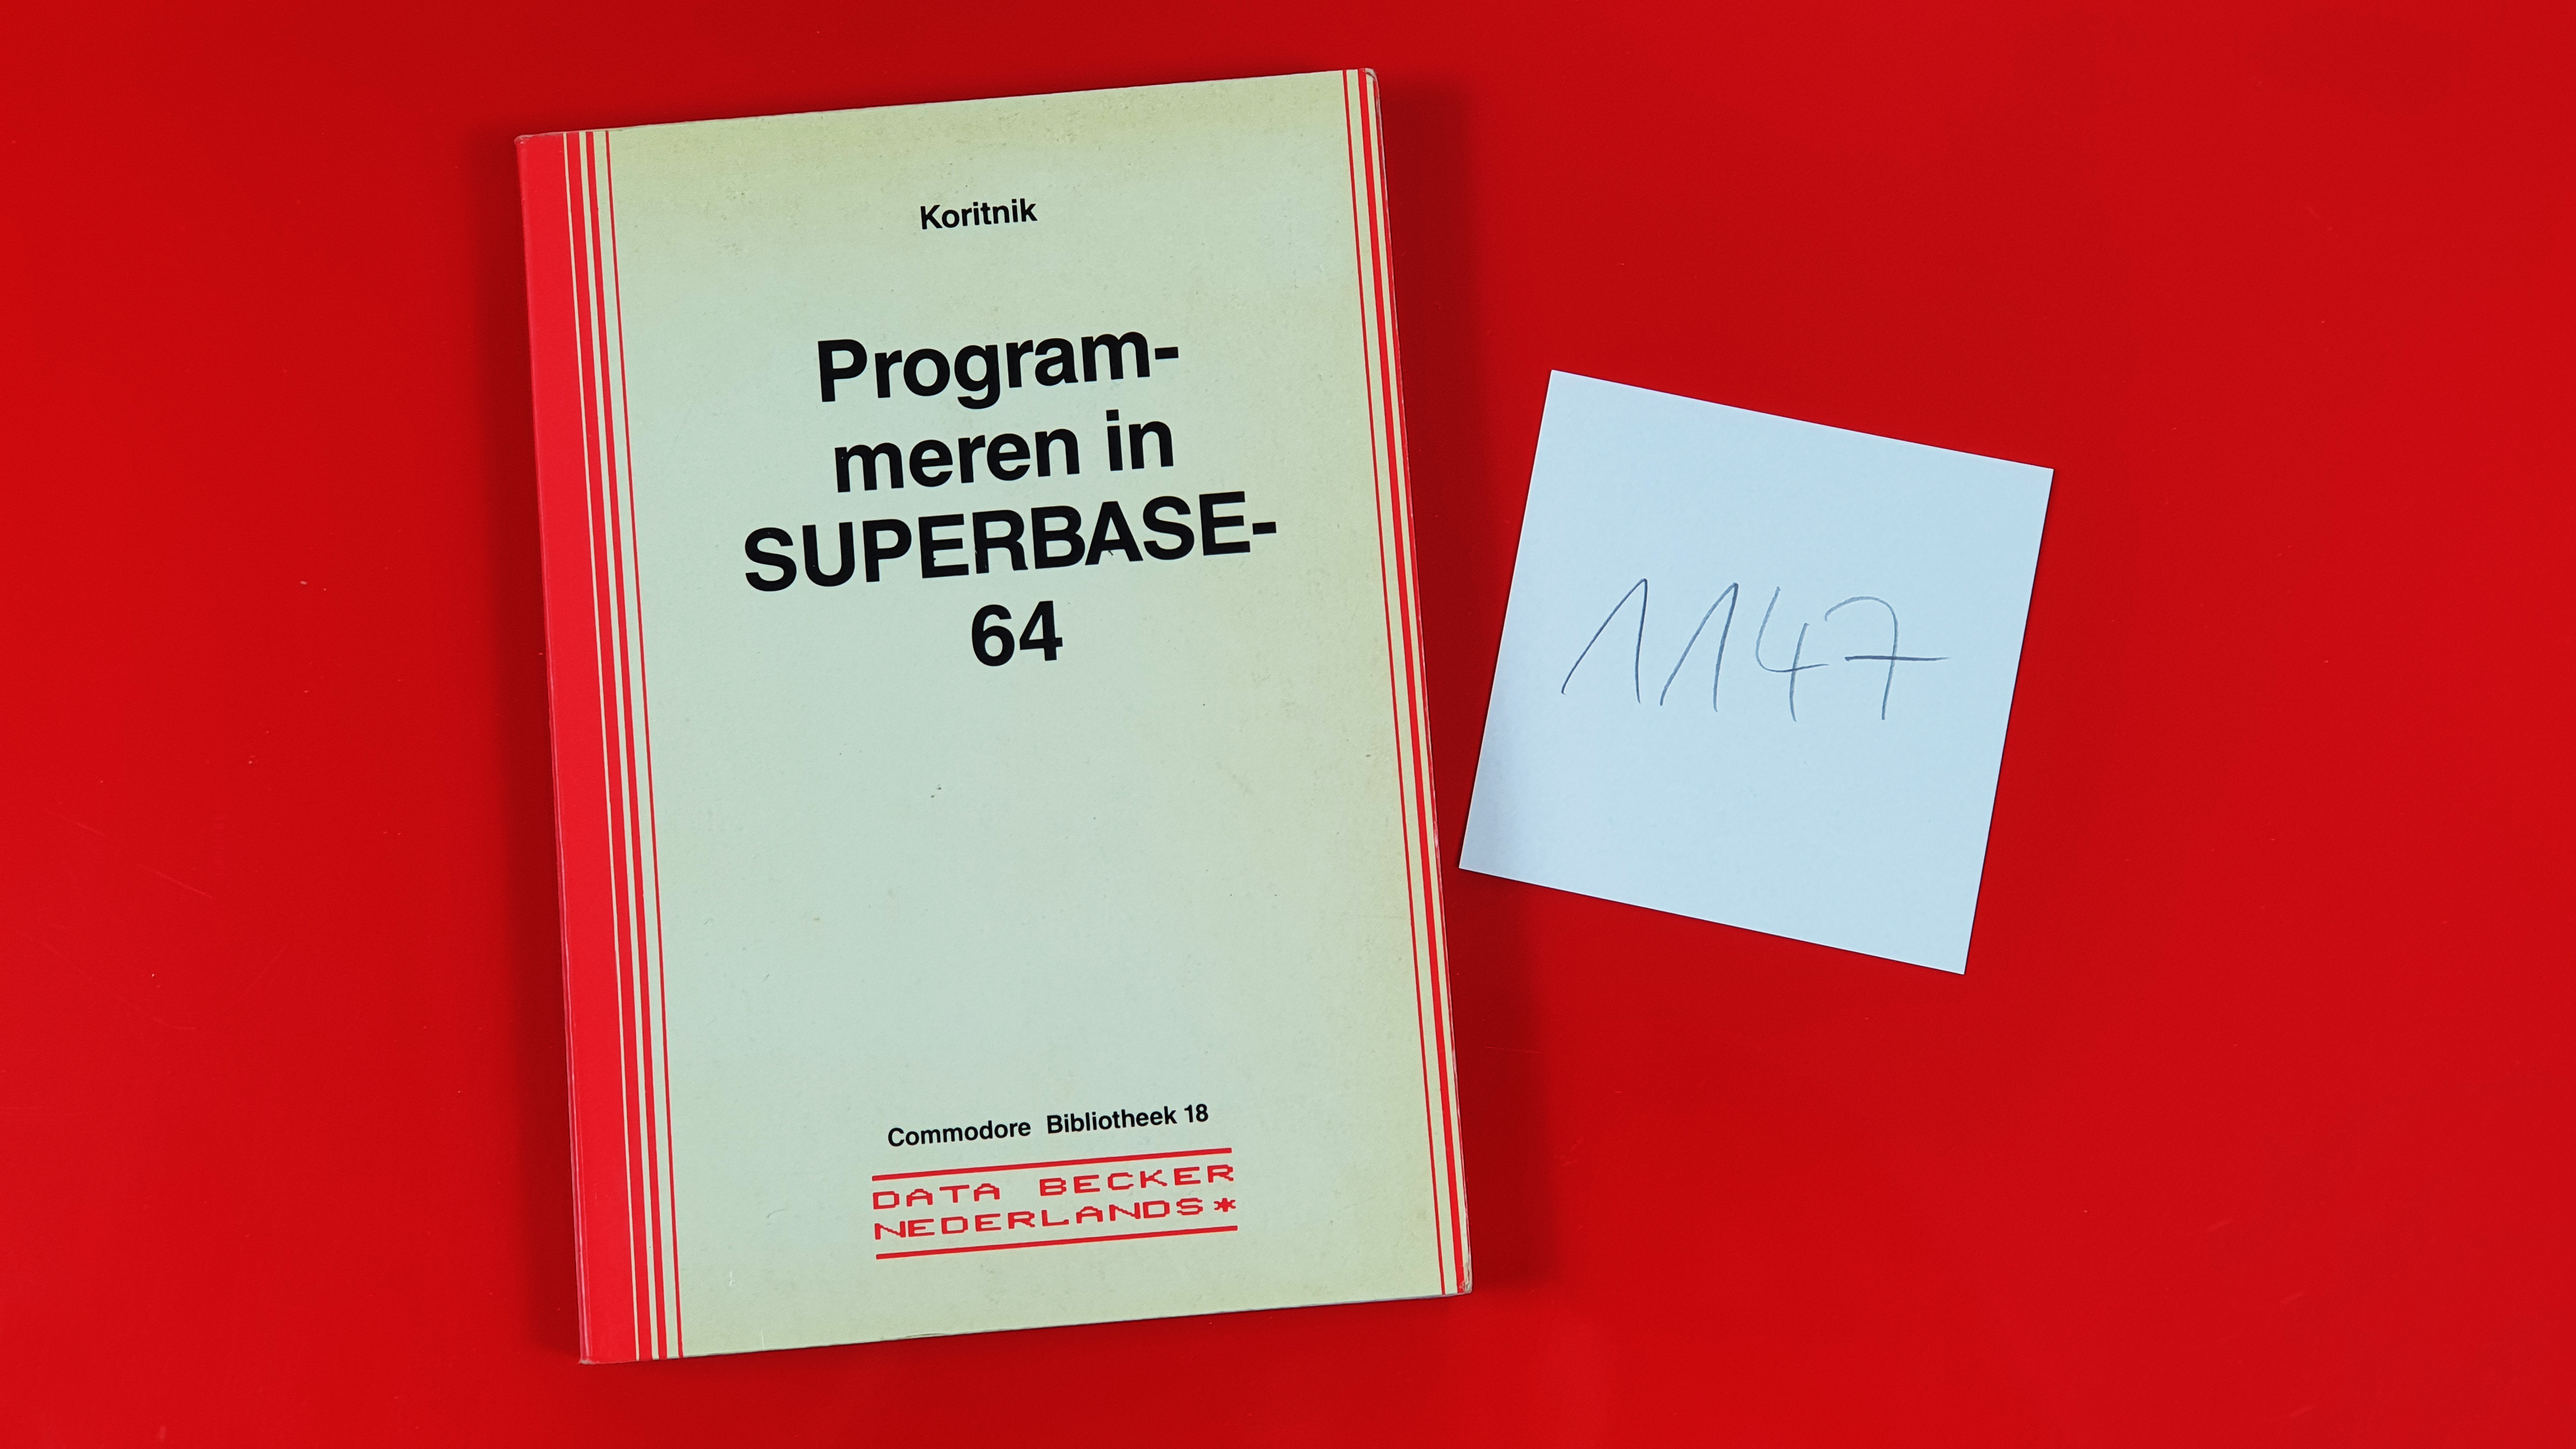 Koritnik
Program-
meren in
SUPERBASE-
64
Commodore Bibliotheek 18
DATA BECKER
NEDERLANDS*
1147